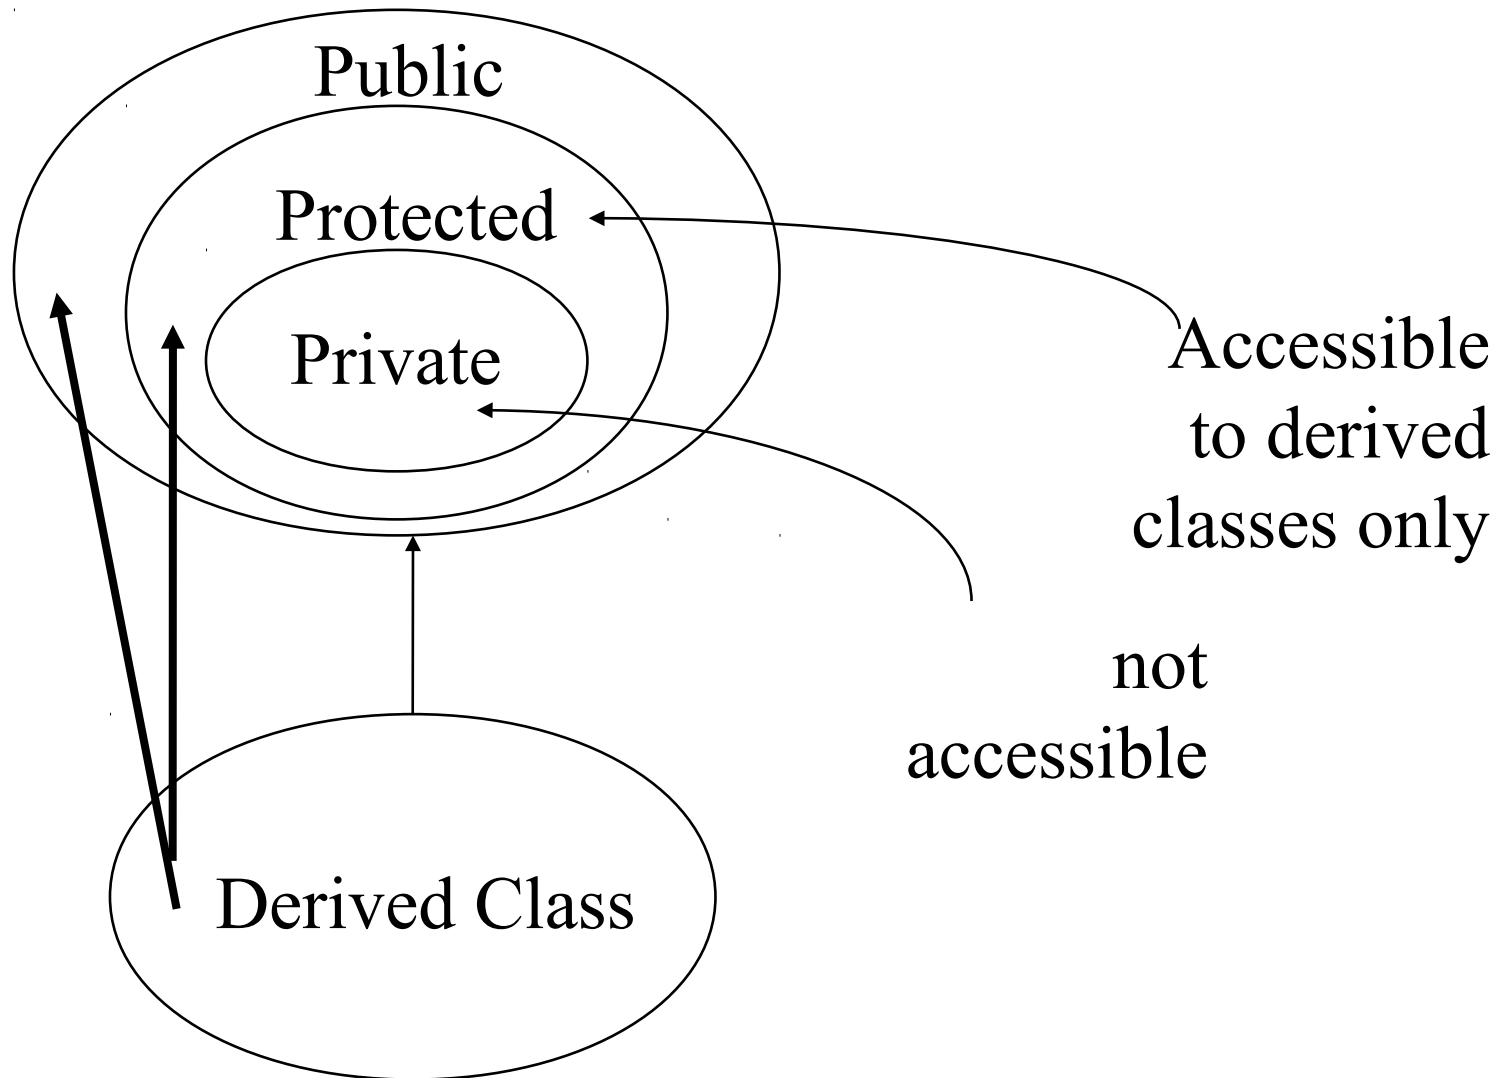 Public
Protected
Private
Accessible
to derived
classes only
not
accessible
Derived Class